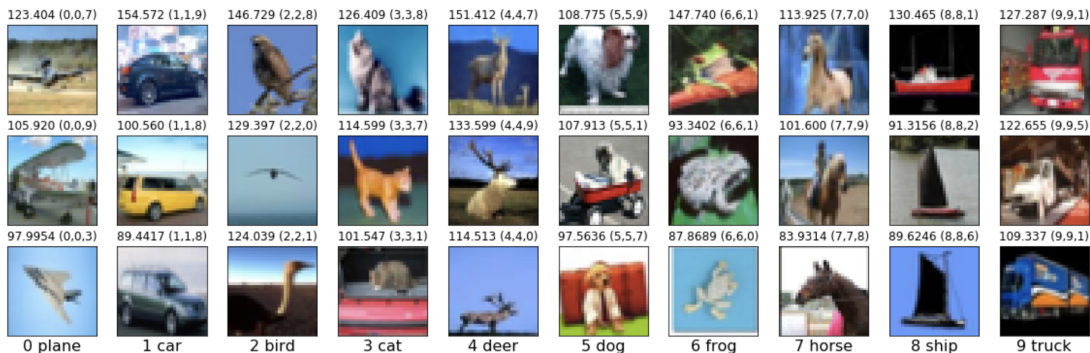 123.404 (0,0,7) 154.572 (1,1,9) 146.729 (2,2,8) 126.409 (3,3,8) 151.412 (4,4,7) 108.775 (5,5,9) 147.740 (6,6,1) 113.925 (7,7,0) 130.465 (8,8,1) 127.287 (9,9,1)
105.920 (0,0,9) 100.560 (1,1,8) 129.397 (2,2,0) 114.599 (3,3,7) 133.599 (4,4,9) 107.913 (5,5,1) 93.3402 (6,6,1) 101.600 (7,7,9) 91.3156 (8,8,2) 122.655 (9,9,5)
97.9954 (0,0,3) 89.4417 (1,1,8) 124.039 (2,2,1) 101.547 (3,3,1) 114.513 (4,4,0) 97.5636 (5,5,7) 87.8689 (6,6,0) 83.9314 (7,7,8) 89.6246 (8,8,6) 109.337 (9,9,1)
0 plane 1 car 2 bird 3 cat 4 deer 5 dog 6 frog 7 horse 8 ship 9 truck